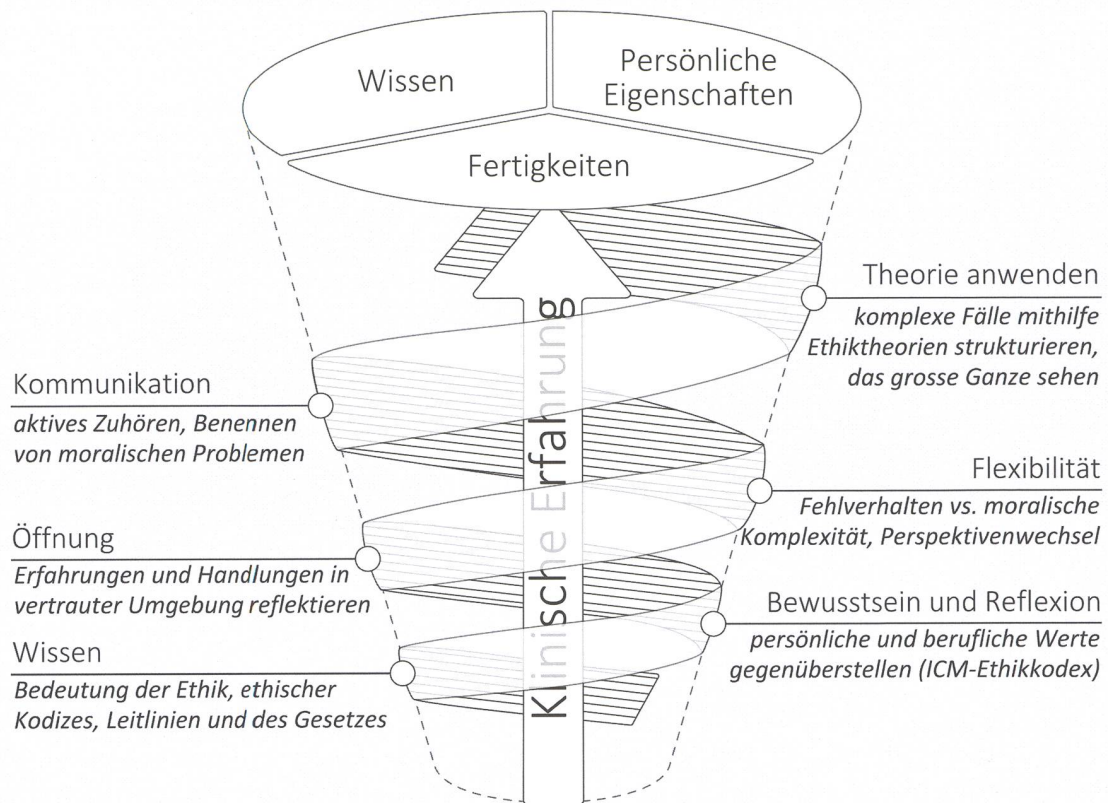 Wissen
Persönliche
Eigenschaften
Fertigkeiten
Klinische Erfahrung
Theorie anwenden
komplexe Fälle mithilfe
Ethiktheorien strukturieren,
das grosse Ganze sehen
Kommunikation
aktives Zuhören, Benennen
von moralischen Problemen
Flexibilität
Fehlverhalten vs. moralische
Komplexität, Perspektivenwechsel
Öffnung
Erfahrungen und Handlungen in
vertrauter Umgebung reflektieren
Bewusstsein und Reflexion
persönliche und berufliche Werte
gegenüberstellen (ICM-Ethikkodex)
Wissen
Bedeutung der Ethik, ethischer
Kodizes, Leitlinien und des Gesetzes